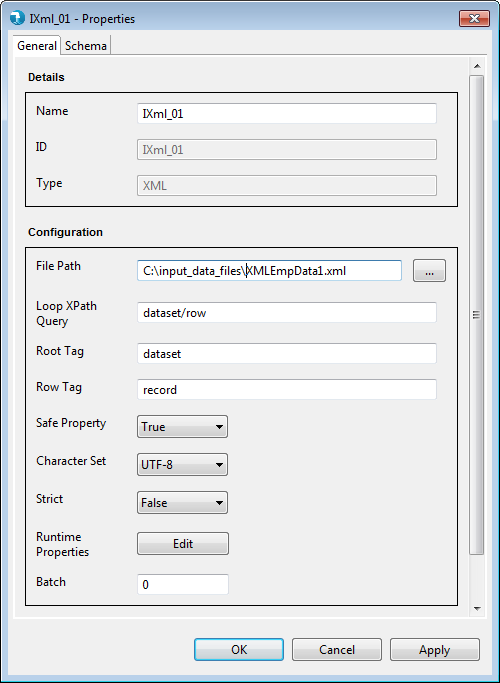 IXml_01 - Properties
General Schema
Details
Name IXml_01
ID IXml_01
Type XML
Configuration
File Path C:\input_data_files\XMLEmpData1.xml ...
Loop XPath
Query dataset/row
Root Tag dataset
Row Tag record
Safe Property True
Character Set UTF-8
Strict False
Runtime
Properties Edit
Batch 0
OK Cancel Apply